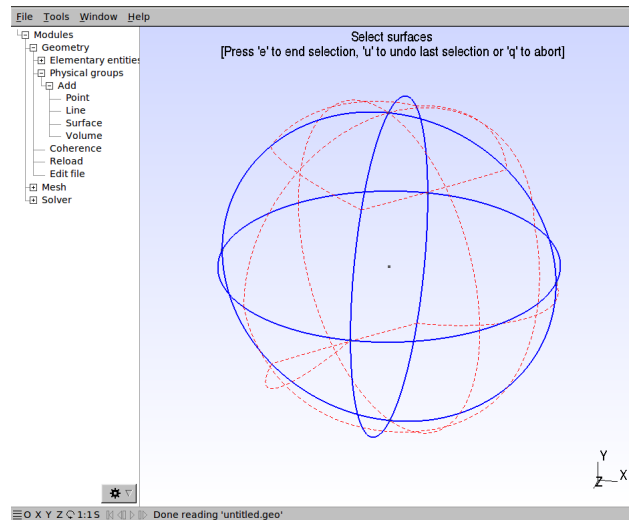 File Tools Window Help
Modules
Geometry
Elementary entities
Physical groups
Add
Point
Line
Surface
Volume
Coherence
Reload
Edit file
Mesh
Solver
Select surfaces
[Press 'e' to end selection, 'u' to undo last selection or 'q' to abort]
Y
Z X
O X Y Z 1:1 S Done reading 'untitled.geo'